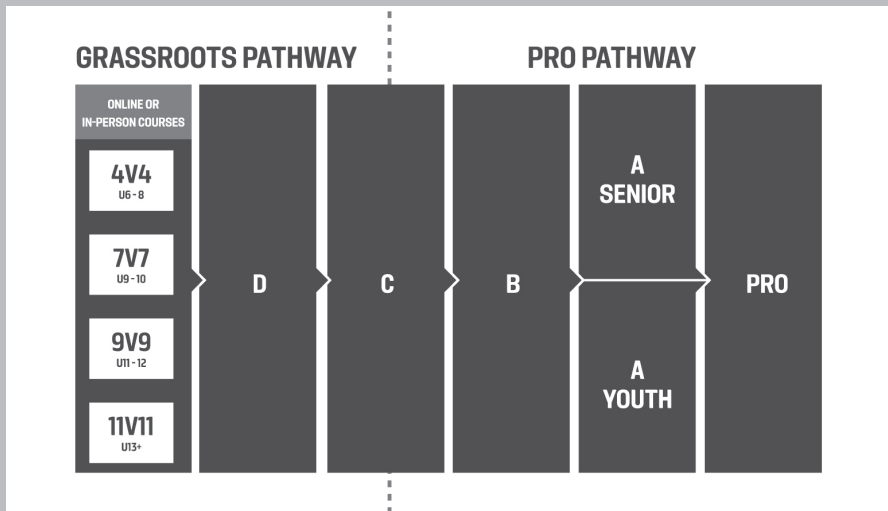 GRASSROOTS PATHWAY
PRO PATHWAY
ONLINE OR
IN-PERSON COURSES
4V4
U6 - 8
7V7
U9 - 10
9V9
U11 - 12
11V11
U13+
D
C
B
A
SENIOR
A
YOUTH
PRO